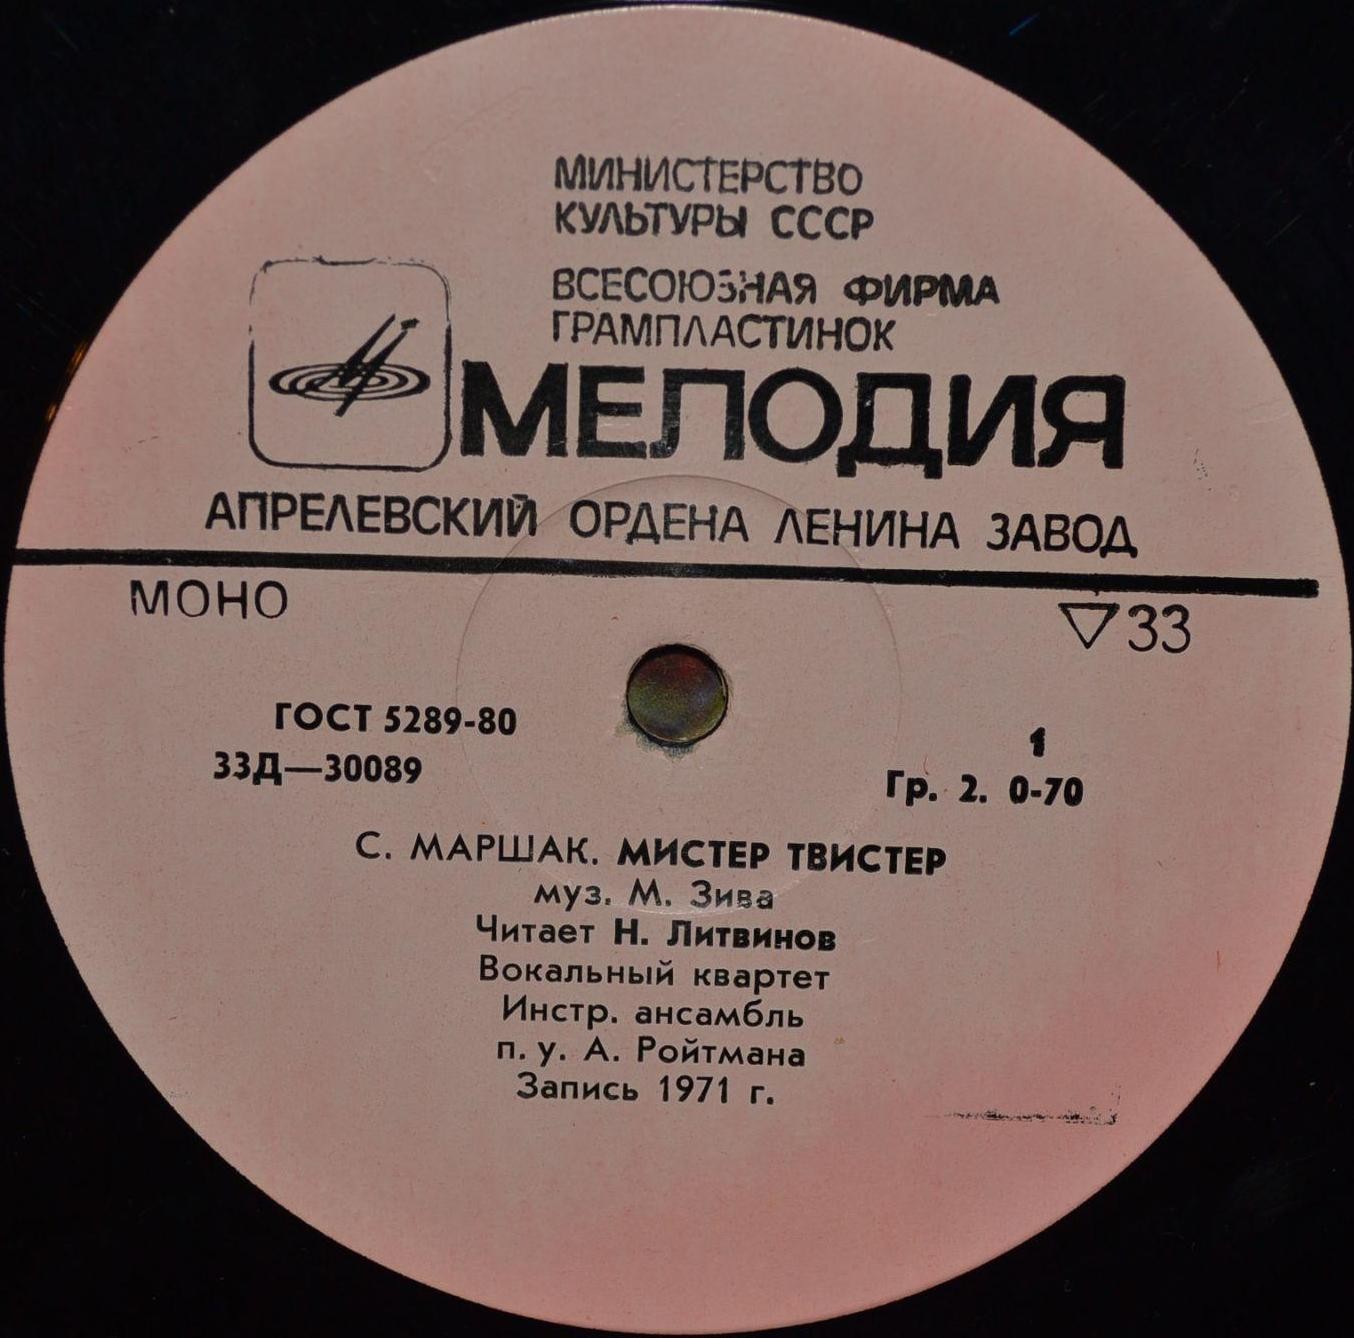 МИНИСТЕРСТВО
КУЛЬТУРЫ СССР
ВСЕСОЮЗНАЯ ФИРМА
ГРАМПЛАСТИНОК
МЕЛОДИЯ
АПРЕЛЕВСКИЙ ОРДЕНА ЛЕНИНА ЗАВОД
МОНО ▽33
ГОСТ 5289-80
33Д—30089
1
Гр. 2. 0-70
С. МАРШАК. МИСТЕР ТВИСТЕР
муз. М. Зива
Читает Н. Литвинов
Вокальный квартет
Инстр. ансамбль
п. у. А. Ройтмана
Запись 1971 г.